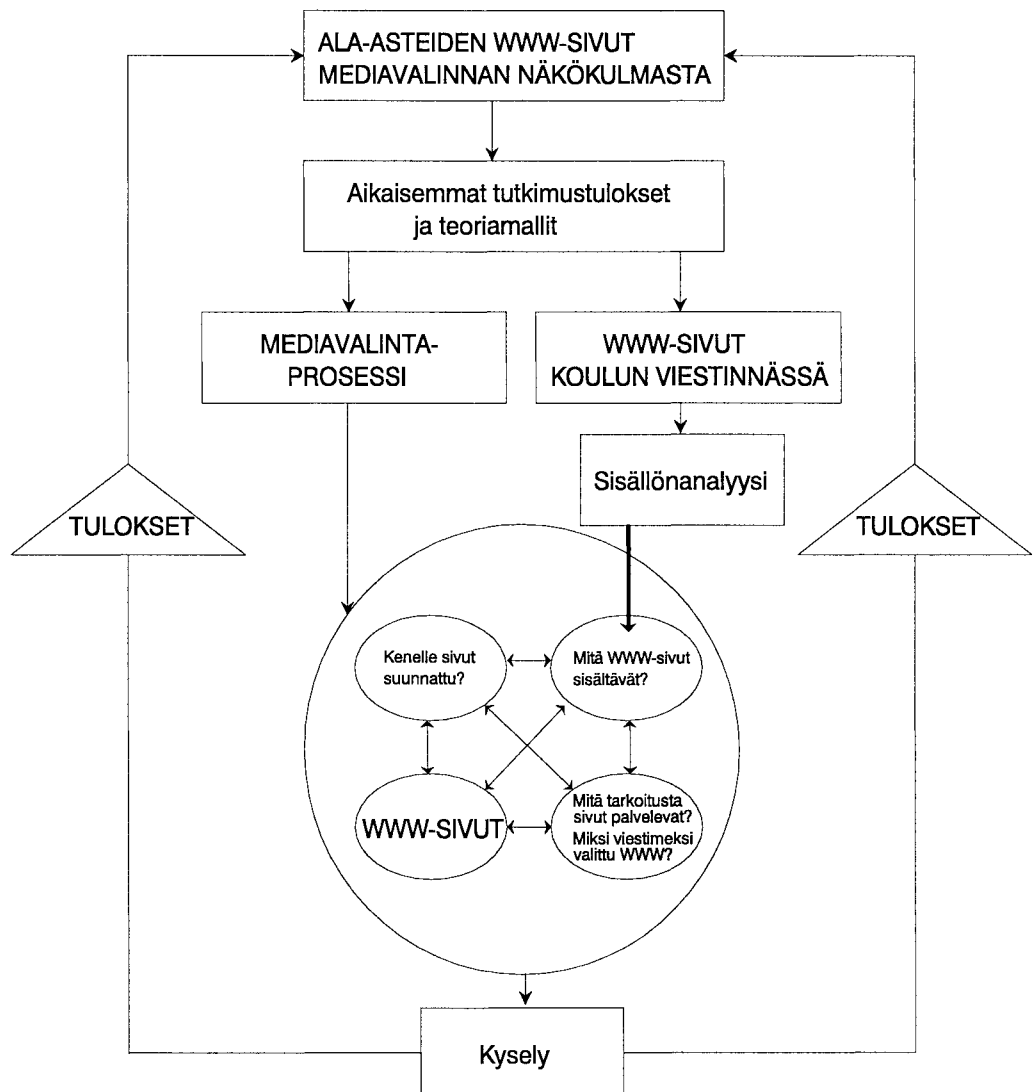 ALA-ASTEIDEN WWW-SIVUT
MEDIAVALINNAN NÄKÖKULMASTA
Aikaisemmat tutkimustulokset
ja teoriamallit
MEDIAVALINTA-
PROSESSI
WWW-SIVUT
KOULUN VIESTINNÄSSÄ
Sisällönanalyysi
TULOKSET
TULOKSET
Kenelle sivut
suunnattu?
Mitä WWW-sivut
sisältävät?
WWW-SIVUT
Mitä tarkoitusta
sivut palvelevat?
Miksi viestimeksi
valittu WWW?
Kysely